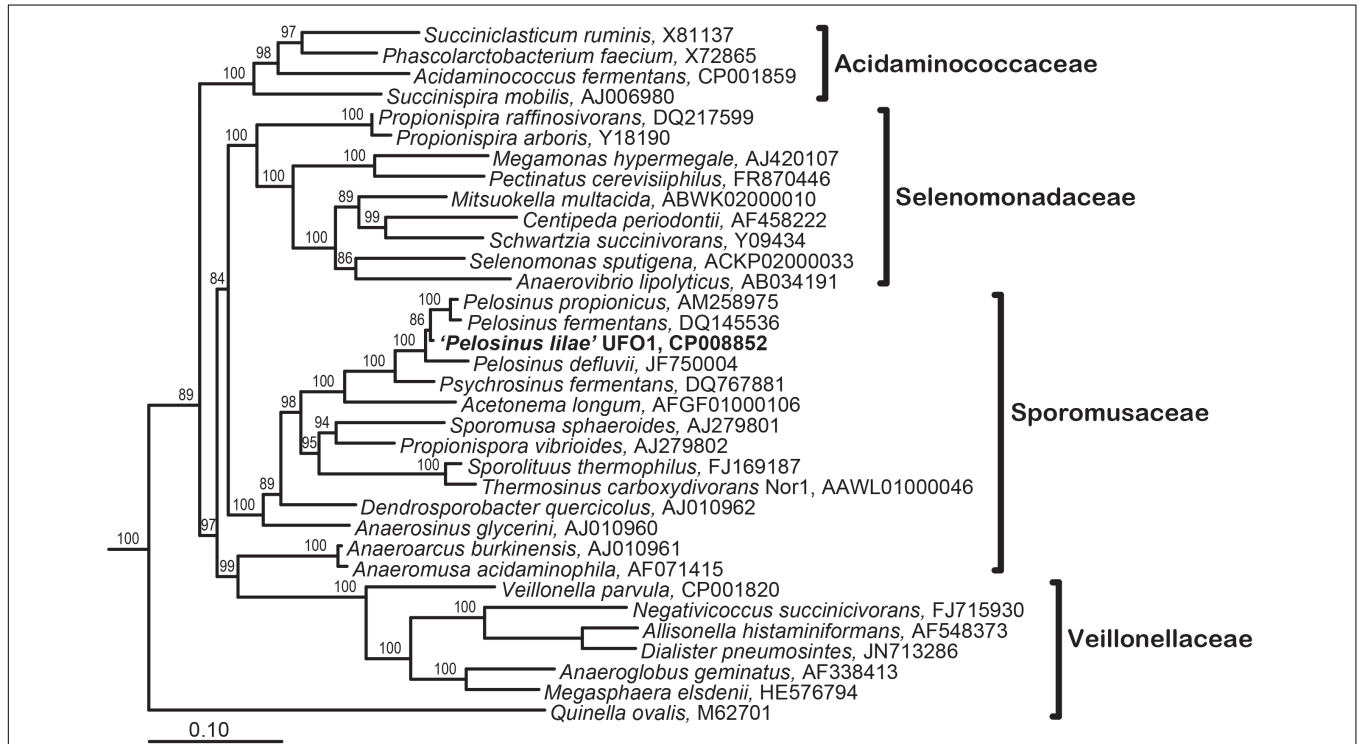 97
Succiniclasticum ruminis, X81137
98
Phascolarctobacterium faecium, X72865
100
Acidaminococcus fermentans, CP001859
Succinispira mobilis, AJ006980
Acidaminococcaceae
100
Propionispira raffinosivorans, DQ217599
100
Propionispira arboris, Y18190
100
Megamonas hypermegale, AJ420107
100
Pectinatus cerevisiiphilus, FR870446
89
Mitsuokella multacida, ABWK02000010
99
Centipeda periodontii, AF458222
100
Schwartzia succinivorans, Y09434
86
Selenomonas sputigena, ACKP02000033
Anaerovibrio lipolyticus, AB034191
Selenomonadaceae
84
100
Pelosinus propionicus, AM258975
86
Pelosinus fermentans, DQ145536
100
‘Pelosinus lilae’ UFO1, CP008852
100
Pelosinus defluvii, JF750004
100
Psychrosinus fermentans, DQ767881
98
Acetonema longum, AFGF01000106
94
Sporomusa sphaeroides, AJ279801
95
Propionispora vibrioides, AJ279802
100
Sporolituus thermophilus, FJ169187
Thermosinus carboxydivorans Nor1, AAWL01000046
89
Dendrosporobacter quercicolus, AJ010962
100
Anaerosinus glycerini, AJ010960
89
97
100
Anaeroarcus burkinensis, AJ010961
99
Anaeromusa acidaminophila, AF071415
Sporomusaceae
100
Veillonella parvula, CP001820
100
Negativicoccus succinicivorans, FJ715930
Allisonella histaminiformans, AF548373
100
Dialister pneumosintes, JN713286
100
Anaeroglobus geminatus, AF338413
Megasphaera elsdenii, HE576794
100
Quinella ovalis, M62701
Veillonellaceae
0.10